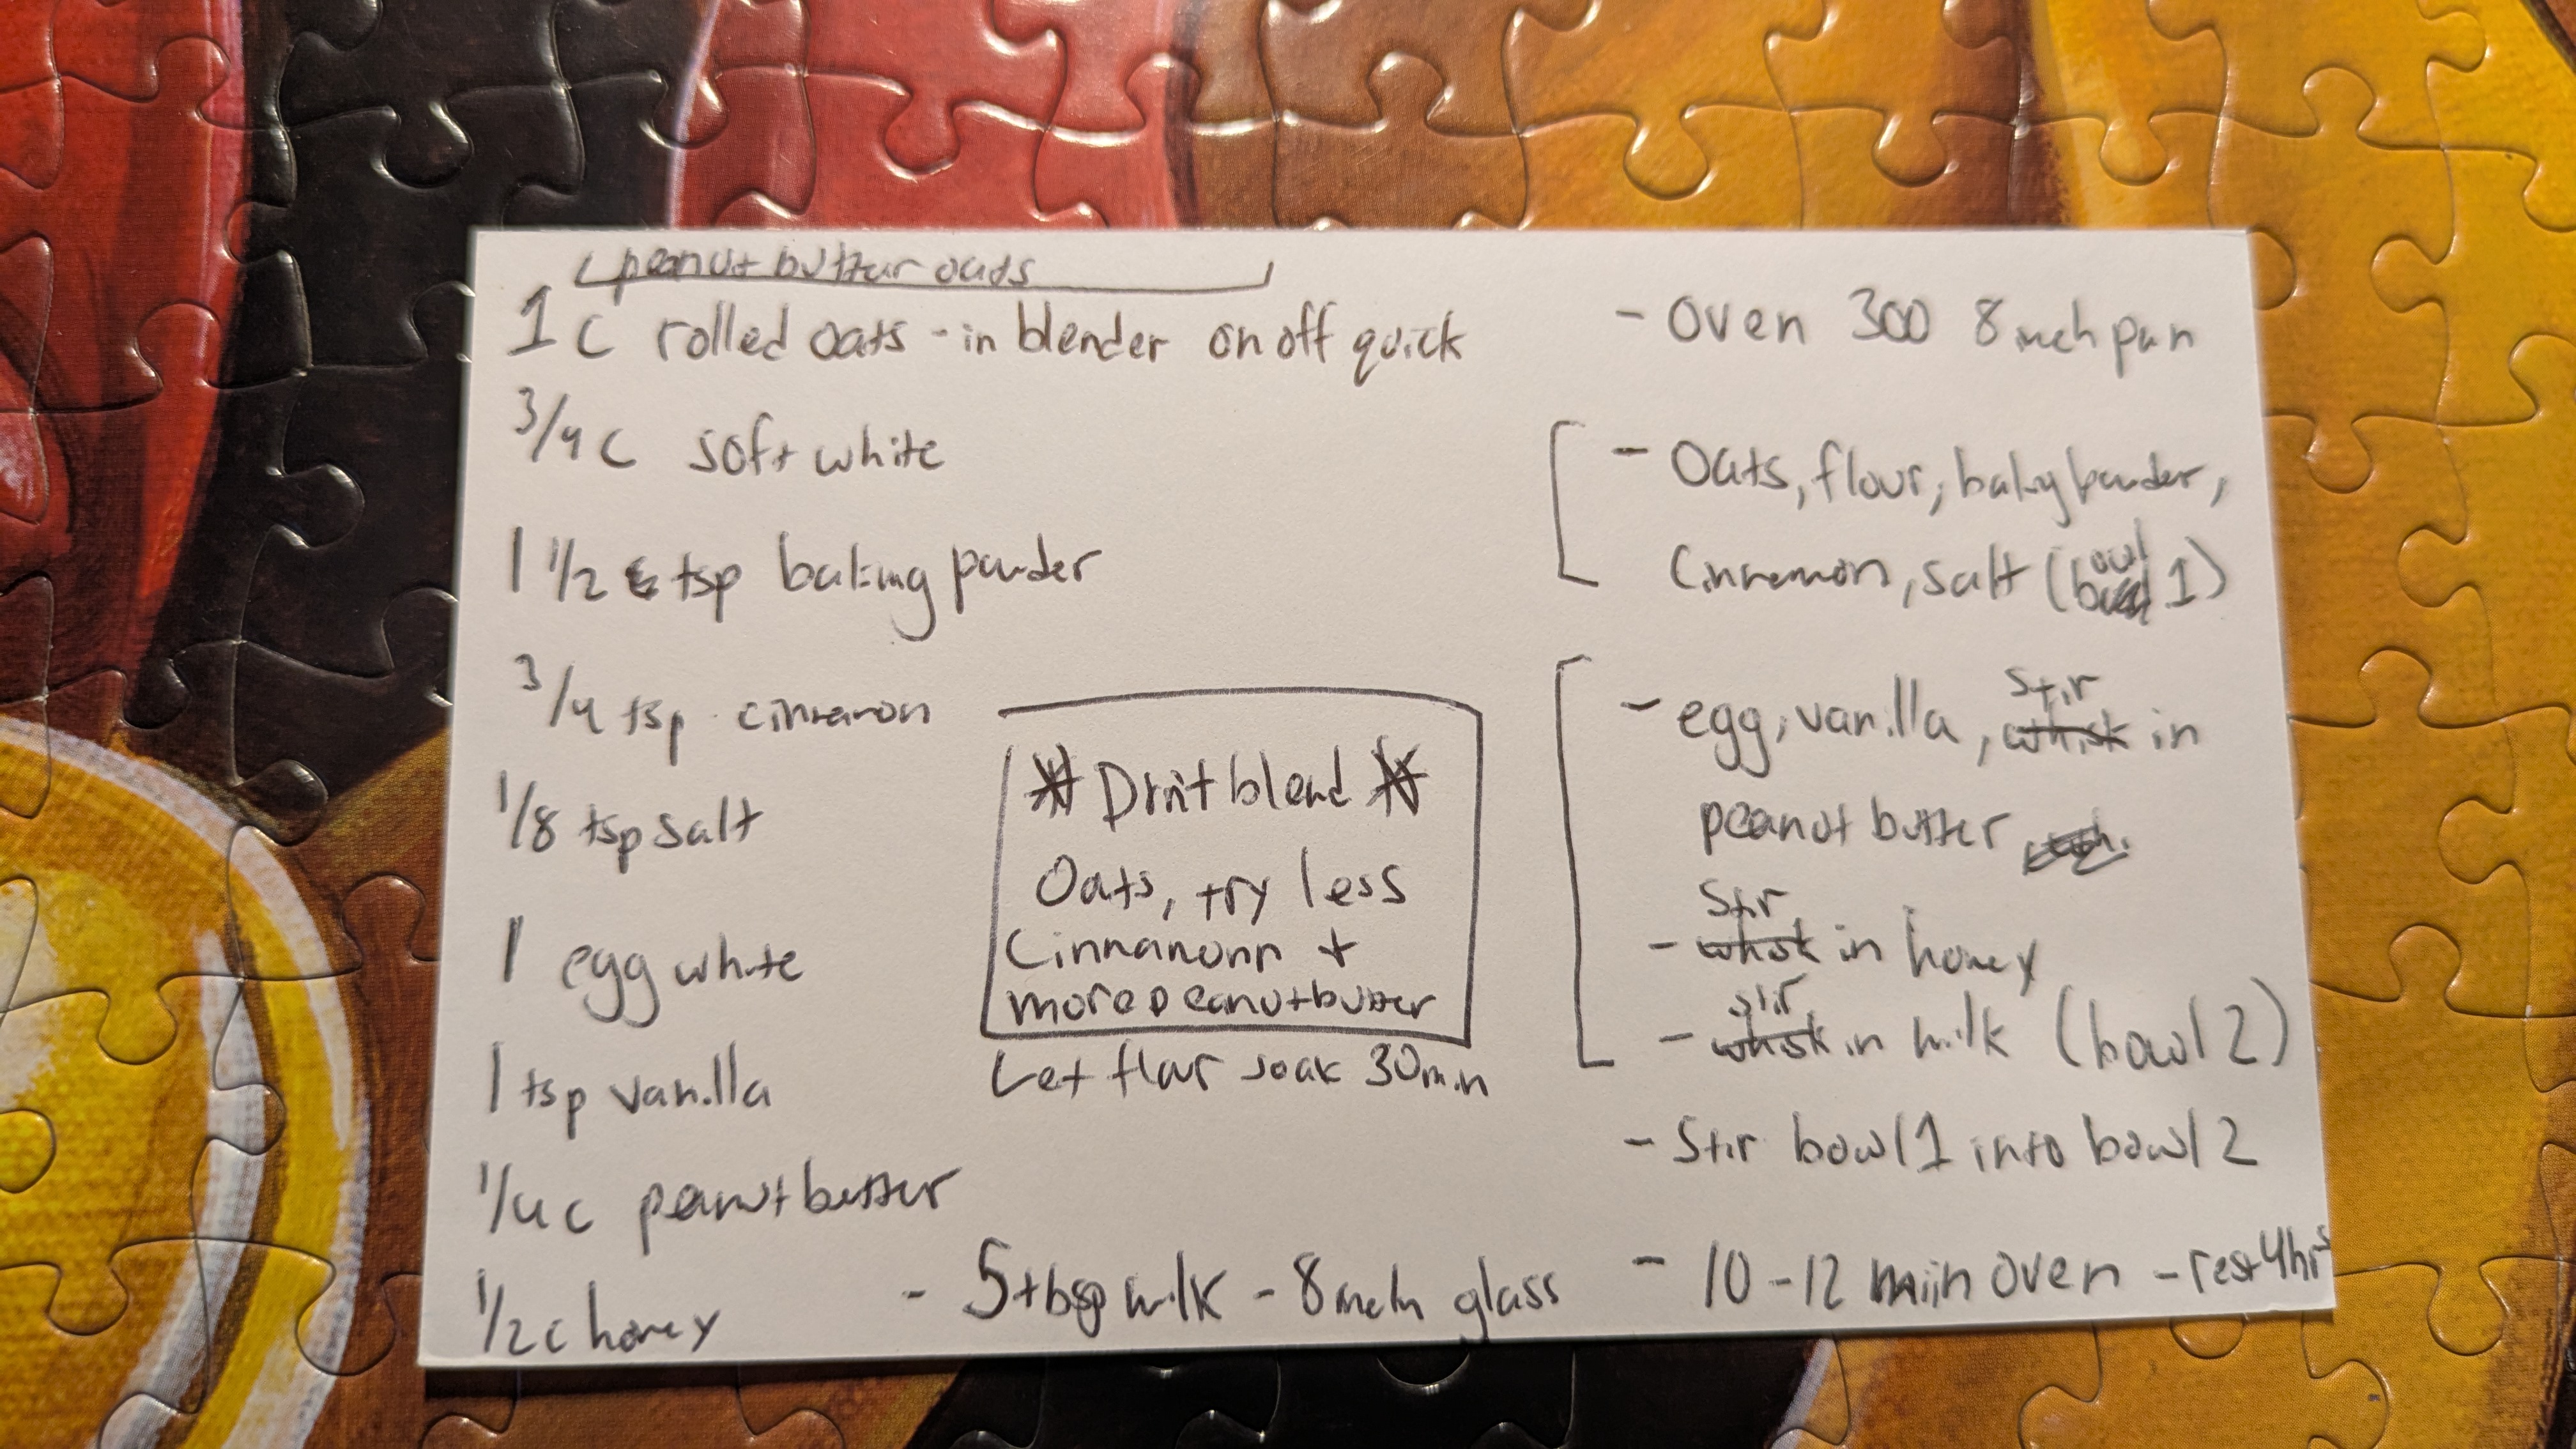 peanut butter oats
1 c rolled oats - in blender on off quick
3/4 c soft white
1 1/2 tsp baking powder
3/4 tsp cinnamon
1/8 tsp salt
1 egg white
1 tsp vanilla
1/4 c peanut butter
1/2 c honey
- 5 tbsp milk - 8 inch glass
* Don't blend *
Oats, try less
Cinnamonn +
more peanut butter
Let flour soak 30 min
- Oven 300 8 inch pan
- Oats, flour, baking powder,
Cinnamon, salt (bowl 1)
- egg, vanilla, stir whisk in
peanut butter
- stir whisk in honey
- stir whisk in milk (bowl 2)
- Stir bowl 1 into bowl 2
- 10-12 min oven - rest 4hrs